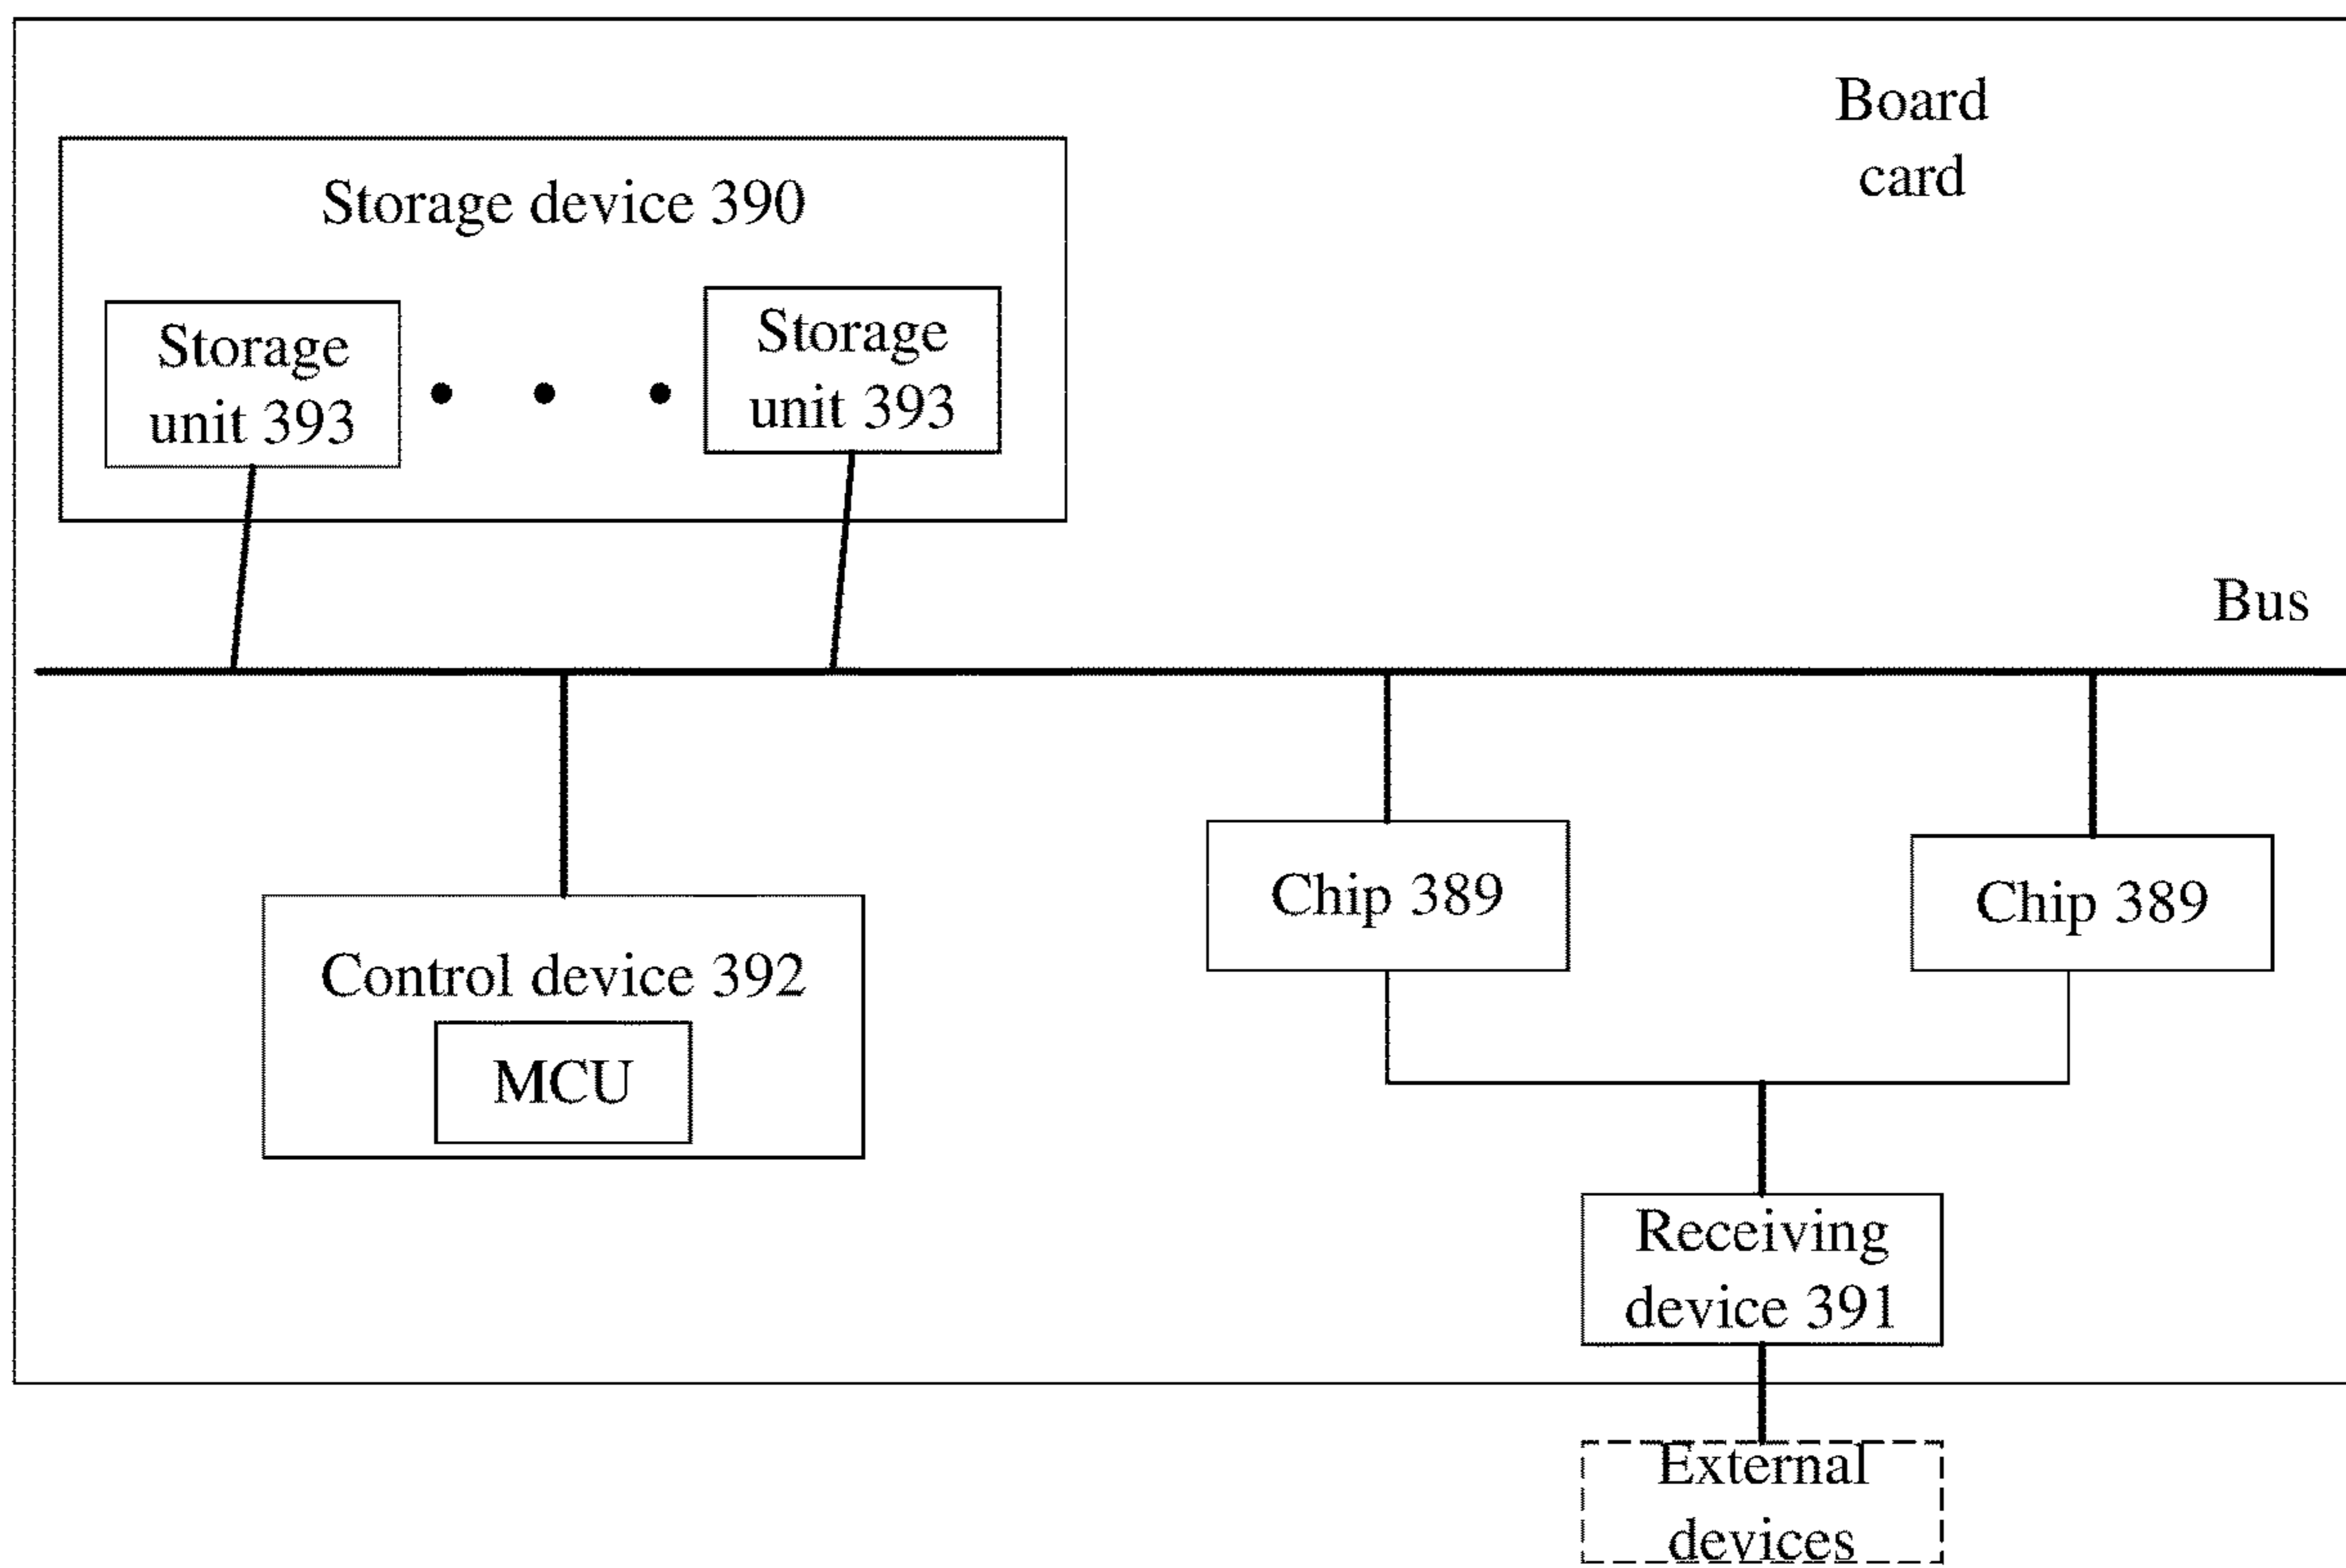 Board
card
Storage device 390
Storage
unit 393
Storage
unit 393
Bus
Chip 389
Chip 389
Control device 392
MCU
Receiving
device 391
External
devices